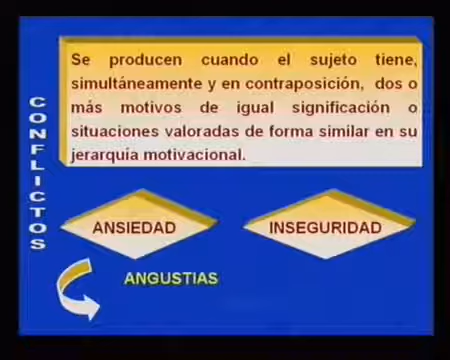 CONFLICTOS
Se producen cuando el sujeto tiene,
simultáneamente y en contraposición, dos o
más motivos de igual significación o
situaciones valoradas de forma similar en su
jerarquía motivacional.
ANSIEDAD
INSEGURIDAD
ANGUSTIAS